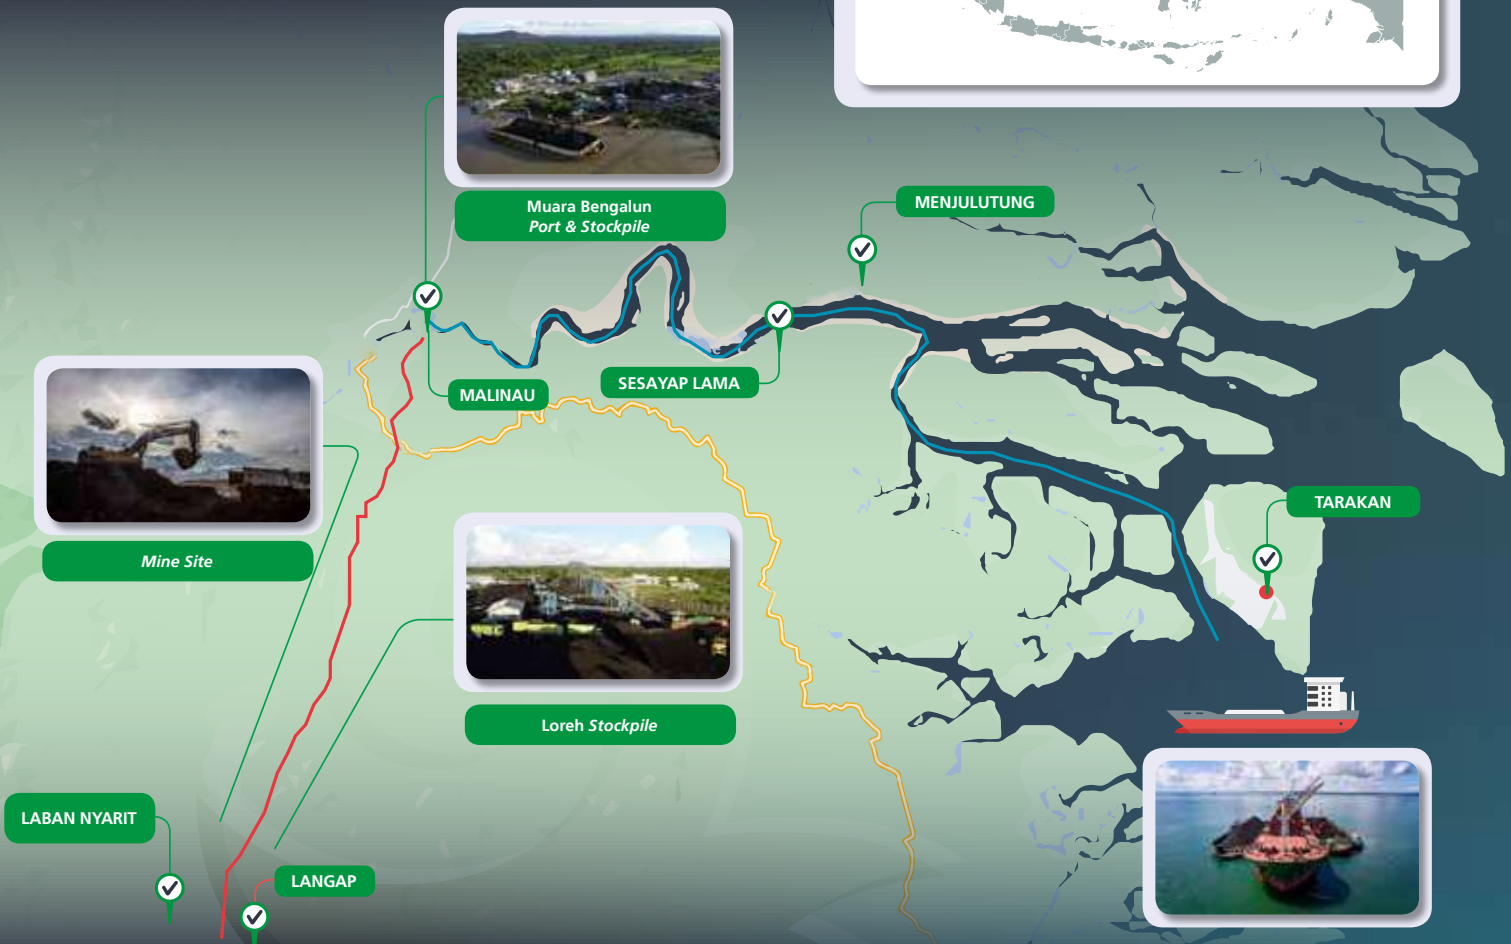 Muara Bengalun
Port & Stockpile
MENJULUTUNG
MALINAU
SESAYAP LAMA
TARAKAN
Mine Site
Loreh Stockpile
LABAN NYARIT
LANGAP